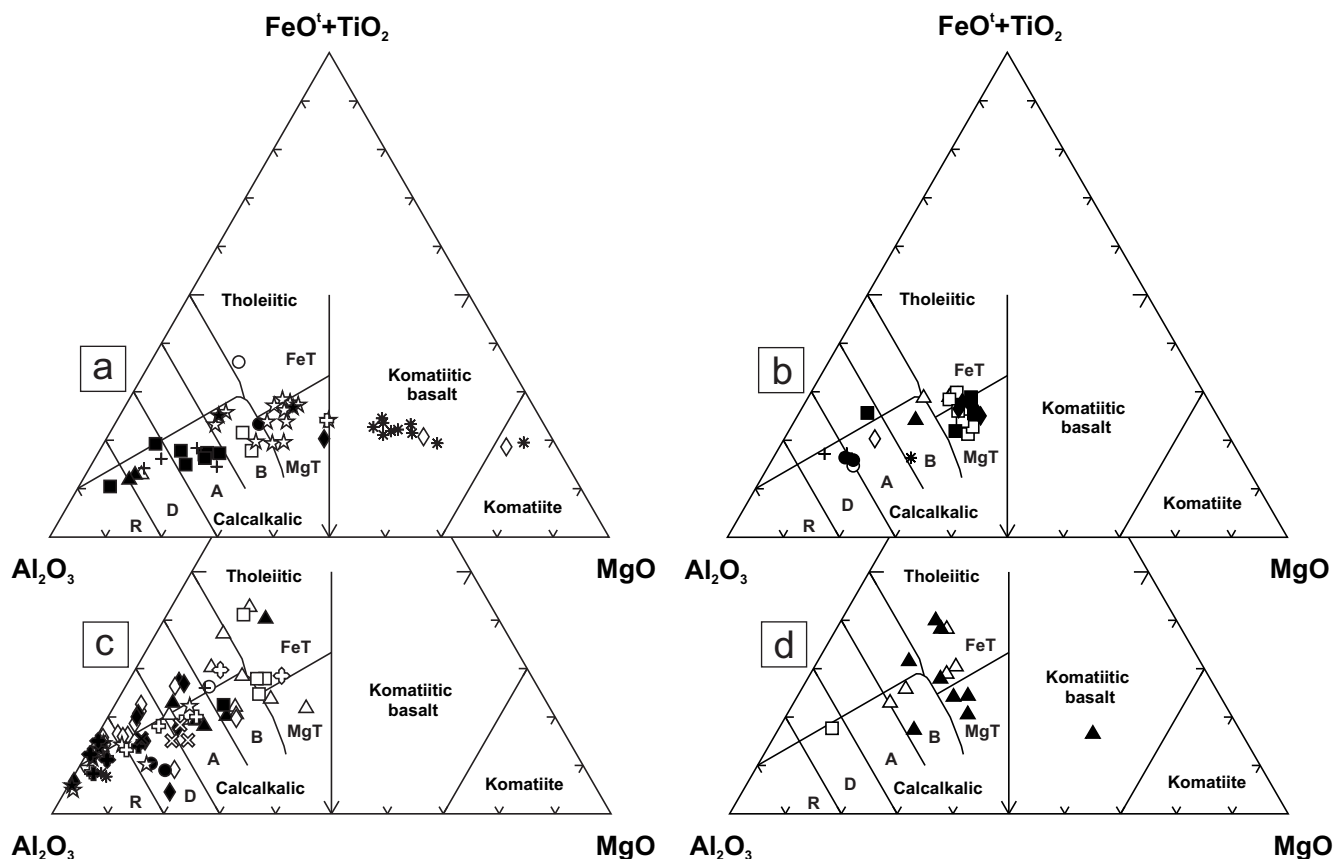 FeOᵗ+TiO₂
Tholeiitic
a
FeT
Komatiitic
basalt
MgT
B
A
D
R
Calcalkalic
Komatiite
Al₂O₃
MgO
FeOᵗ+TiO₂
Tholeiitic
b
FeT
Komatiitic
basalt
MgT
B
A
D
R
Calcalkalic
Komatiite
Al₂O₃
MgO
Tholeiitic
c
FeT
Komatiitic
basalt
MgT
B
A
D
R
Calcalkalic
Komatiite
Al₂O₃
MgO
Tholeiitic
d
FeT
Komatiitic
basalt
MgT
B
A
D
R
Calcalkalic
Komatiite
Al₂O₃
MgO